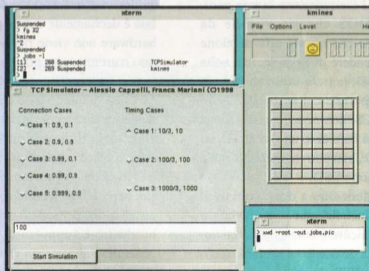 xterm
Suspended
> fg %2
kmines
^Z
Suspended
> jobs -l
[1] - 268 Suspended TCPSimulator
[2] + 269 Suspended kmines
>
kmines
File Options Level He
TCP Simulator - Alessio Cappelli, Franca Mariani (C)1998
Connection Cases
Timing Cases
Case 1: 0.9, 0.1
Case 2: 0.9, 0.9
Case 3: 0.99, 0.1
Case 4: 0.99, 0.9
Case 5: 0.999, 0.9
Case 1: 10/3, 10
Case 2: 100/3, 100
Case 3: 1000/3, 1000
100
Start Simulation
xterm
> xwd -root -out jobs.pic